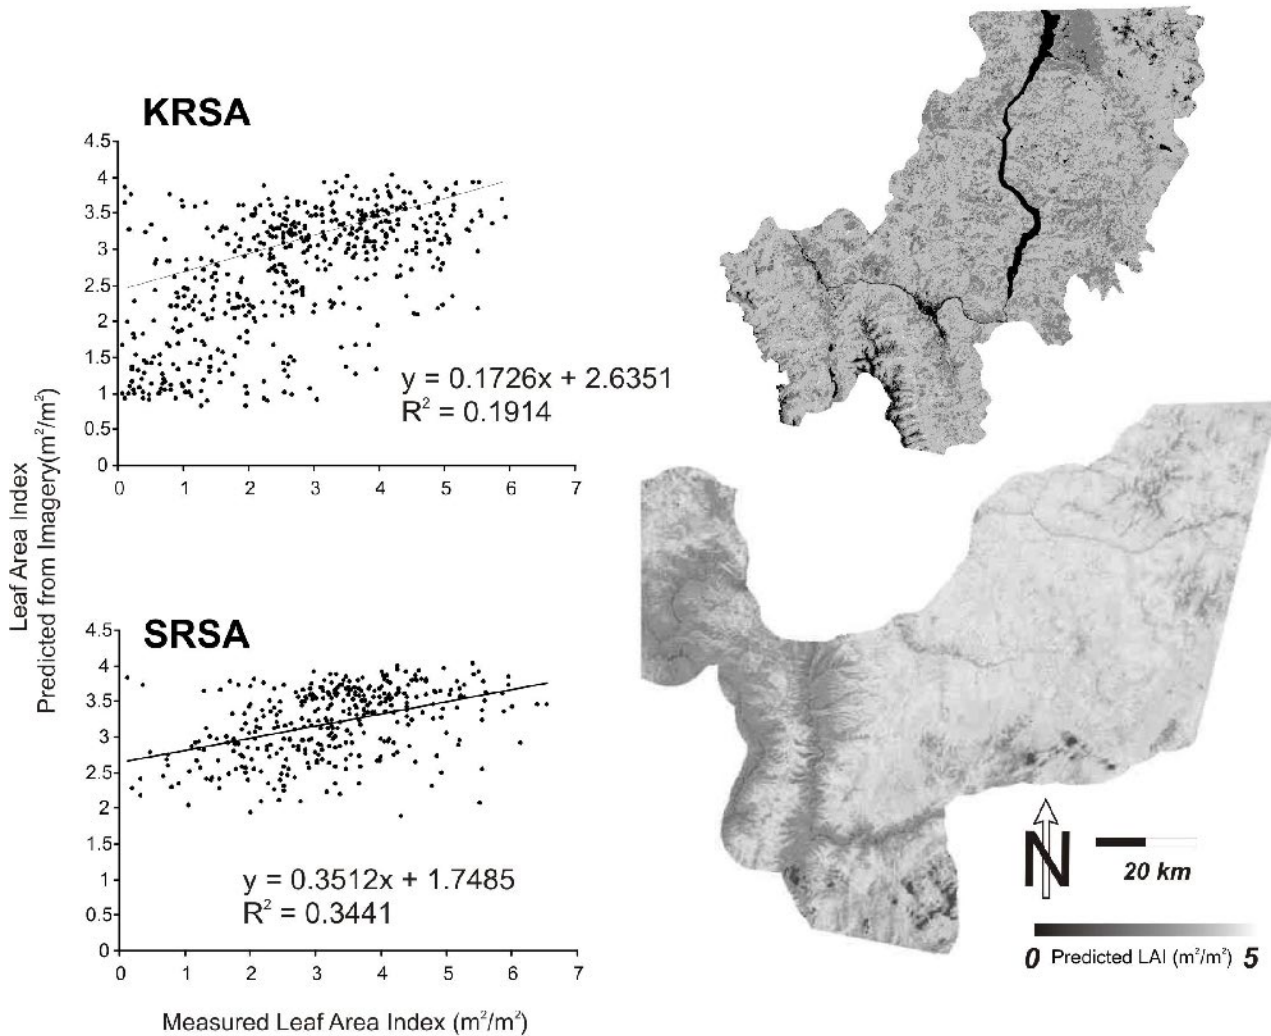 KRSA
4.5
4
3.5
3
2.5
2
1.5
1
0.5
0
0 1 2 3 4 5 6 7
y = 0.1726x + 2.6351
R² = 0.1914
Leaf Area Index
Predicted from Imagery(m²/m²)
SRSA
4.5
4
3.5
3
2.5
2
1.5
1
0.5
0
0 1 2 3 4 5 6 7
y = 0.3512x + 1.7485
R² = 0.3441
Measured Leaf Area Index (m²/m²)
N
20 km
0 Predicted LAI (m²/m²) 5